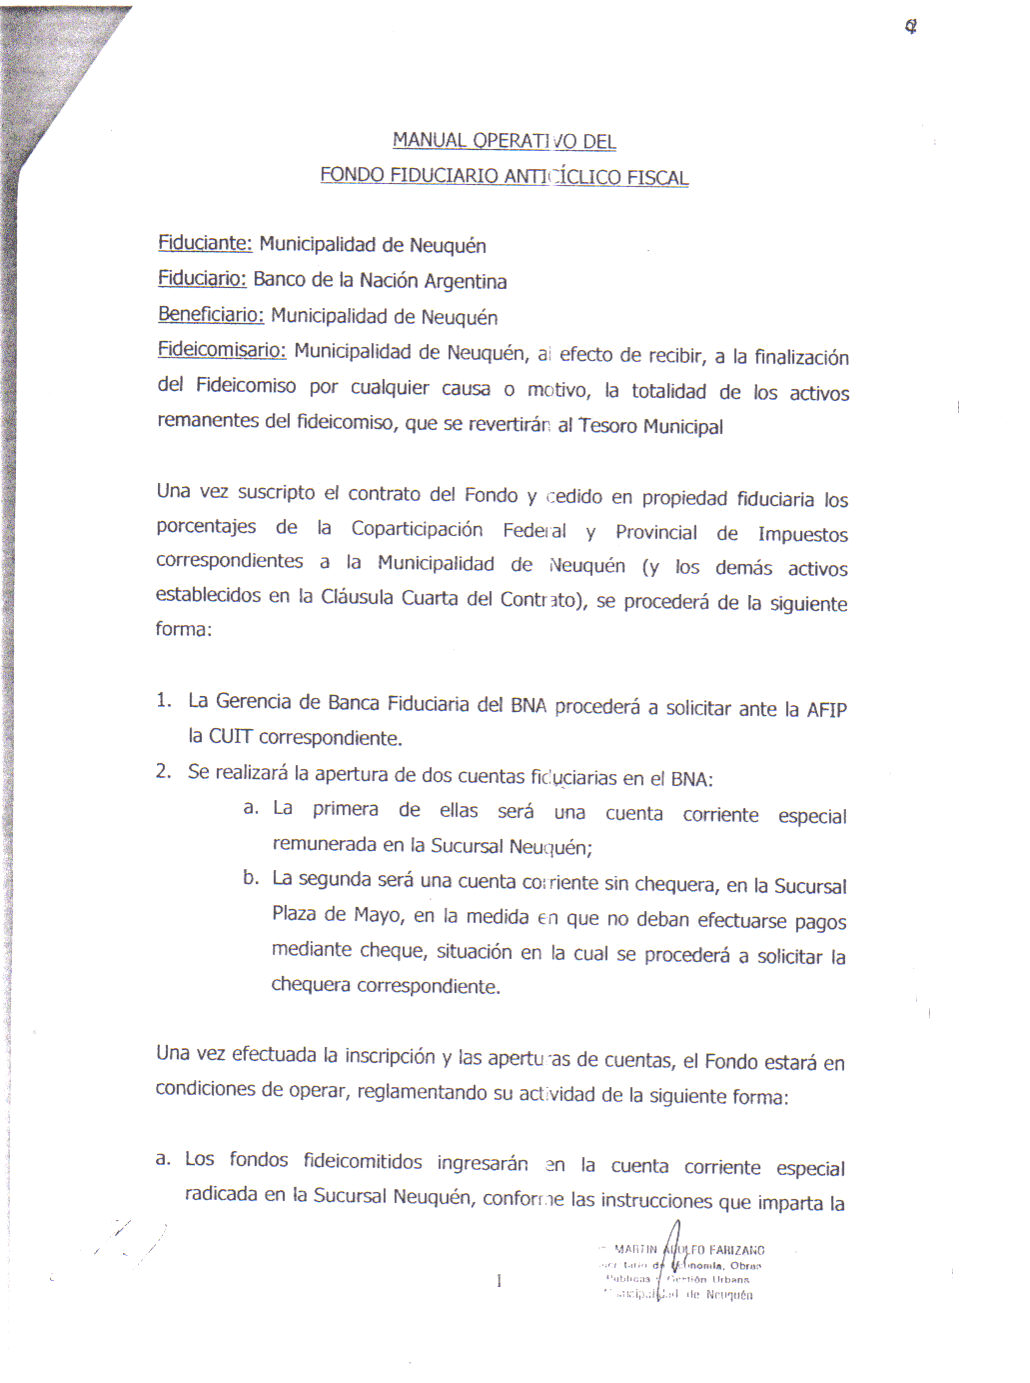 MANUAL OPERATIVO DEL
FONDO FIDUCIARIO ANTICÍCLICO FISCAL
Fiduciante: Municipalidad de Neuquén
Fiduciario: Banco de la Nación Argentina
Beneficiario: Municipalidad de Neuquén
Fideicomisario: Municipalidad de Neuquén, al efecto de recibir, a la finalización
del Fideicomiso por cualquier causa o motivo, la totalidad de los activos
remanentes del fideicomiso, que se revertirán al Tesoro Municipal
Una vez suscripto el contrato del Fondo y cedido en propiedad fiduciaria los
porcentajes de la Coparticipación Federal y Provincial de Impuestos
correspondientes a la Municipalidad de Neuquén (y los demás activos
establecidos en la Cláusula Cuarta del Contrato), se procederá de la siguiente
forma:
1. La Gerencia de Banca Fiduciaria del BNA procederá a solicitar ante la AFIP
la CUIT correspondiente.
2. Se realizará la apertura de dos cuentas fiduciarias en el BNA:
a. La primera de ellas será una cuenta corriente especial
remunerada en la Sucursal Neuquén;
b. La segunda será una cuenta corriente sin chequera, en la Sucursal
Plaza de Mayo, en la medida en que no deban efectuarse pagos
mediante cheque, situación en la cual se procederá a solicitar la
chequera correspondiente.
Una vez efectuada la inscripción y las aperturas de cuentas, el Fondo estará en
condiciones de operar, reglamentando su actividad de la siguiente forma:
a. Los fondos fideicomitidos ingresarán en la cuenta corriente especial
radicada en la Sucursal Neuquén, conforme las instrucciones que imparta la
MARTIN ADOLFO FARIZANO
de Economía, Obras
Públicas y Gestión Urbana
Municipalidad de Neuquén
1